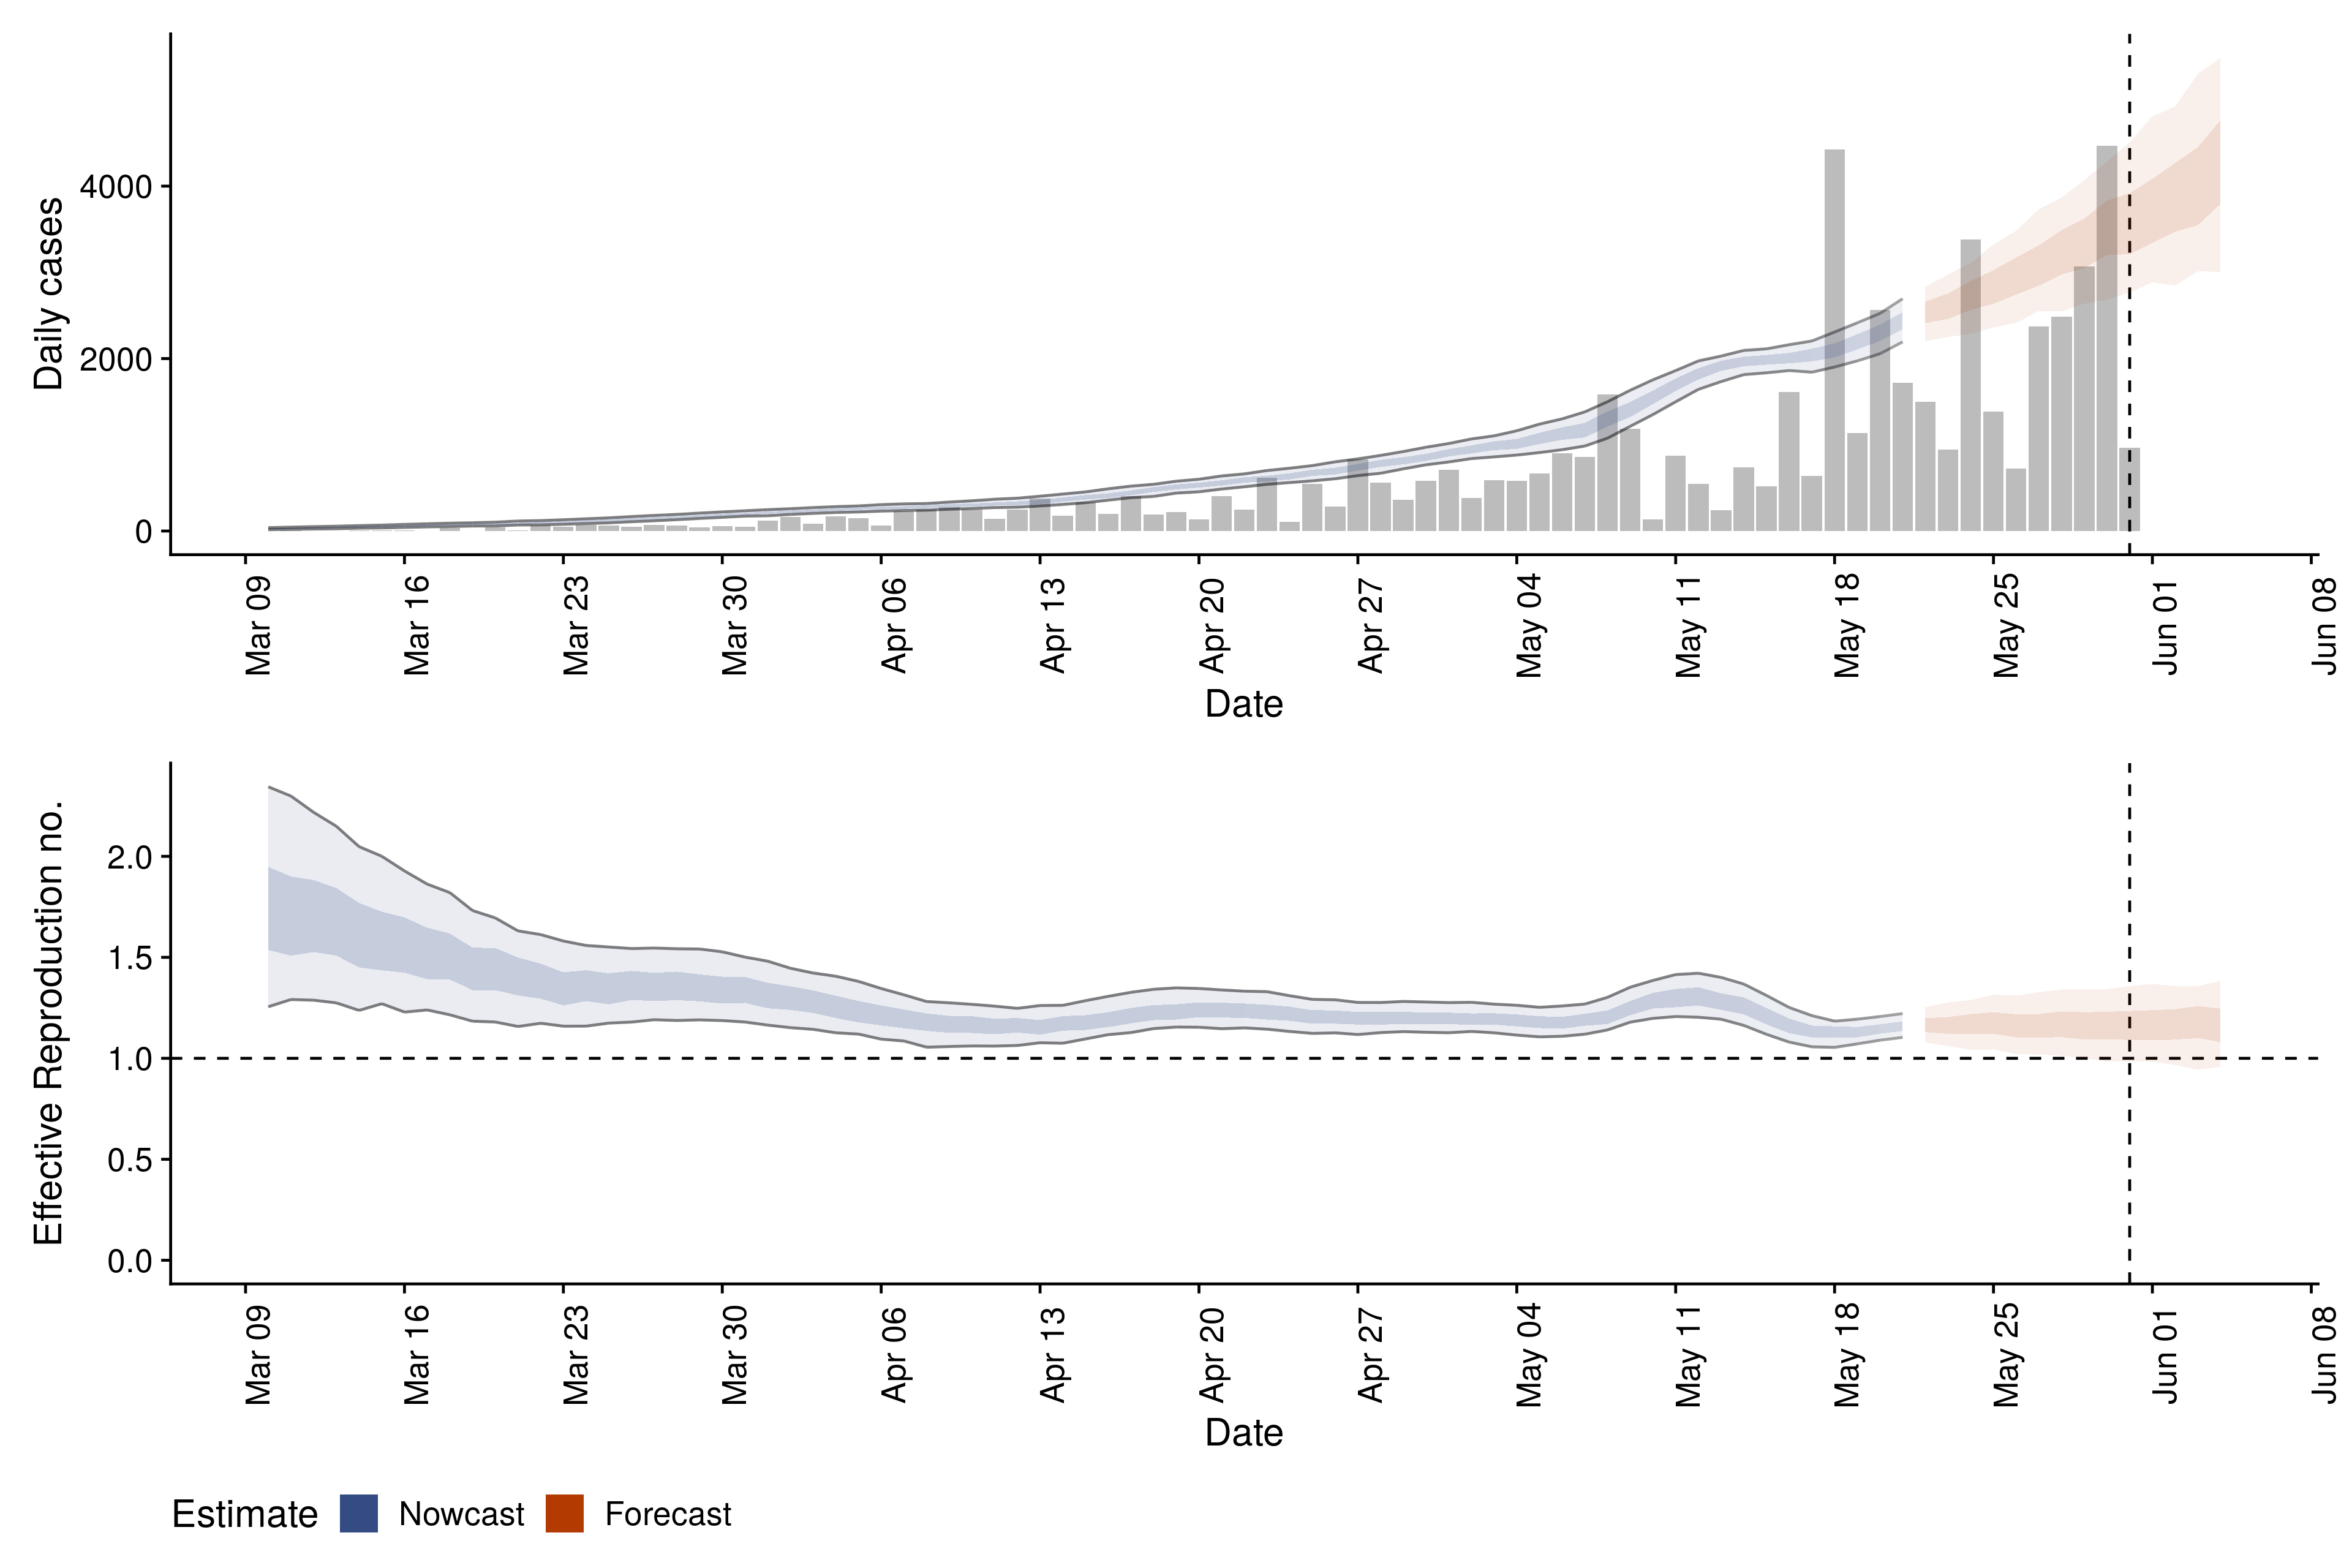 Daily cases
4000
2000
0
Mar 09
Mar 16
Mar 23
Mar 30
Apr 06
Apr 13
Apr 20
Apr 27
May 04
May 11
May 18
May 25
Jun 01
Jun 08
Date
Effective Reproduction no.
2.0
1.5
1.0
0.5
0.0
Mar 09
Mar 16
Mar 23
Mar 30
Apr 06
Apr 13
Apr 20
Apr 27
May 04
May 11
May 18
May 25
Jun 01
Jun 08
Date
Estimate Nowcast Forecast